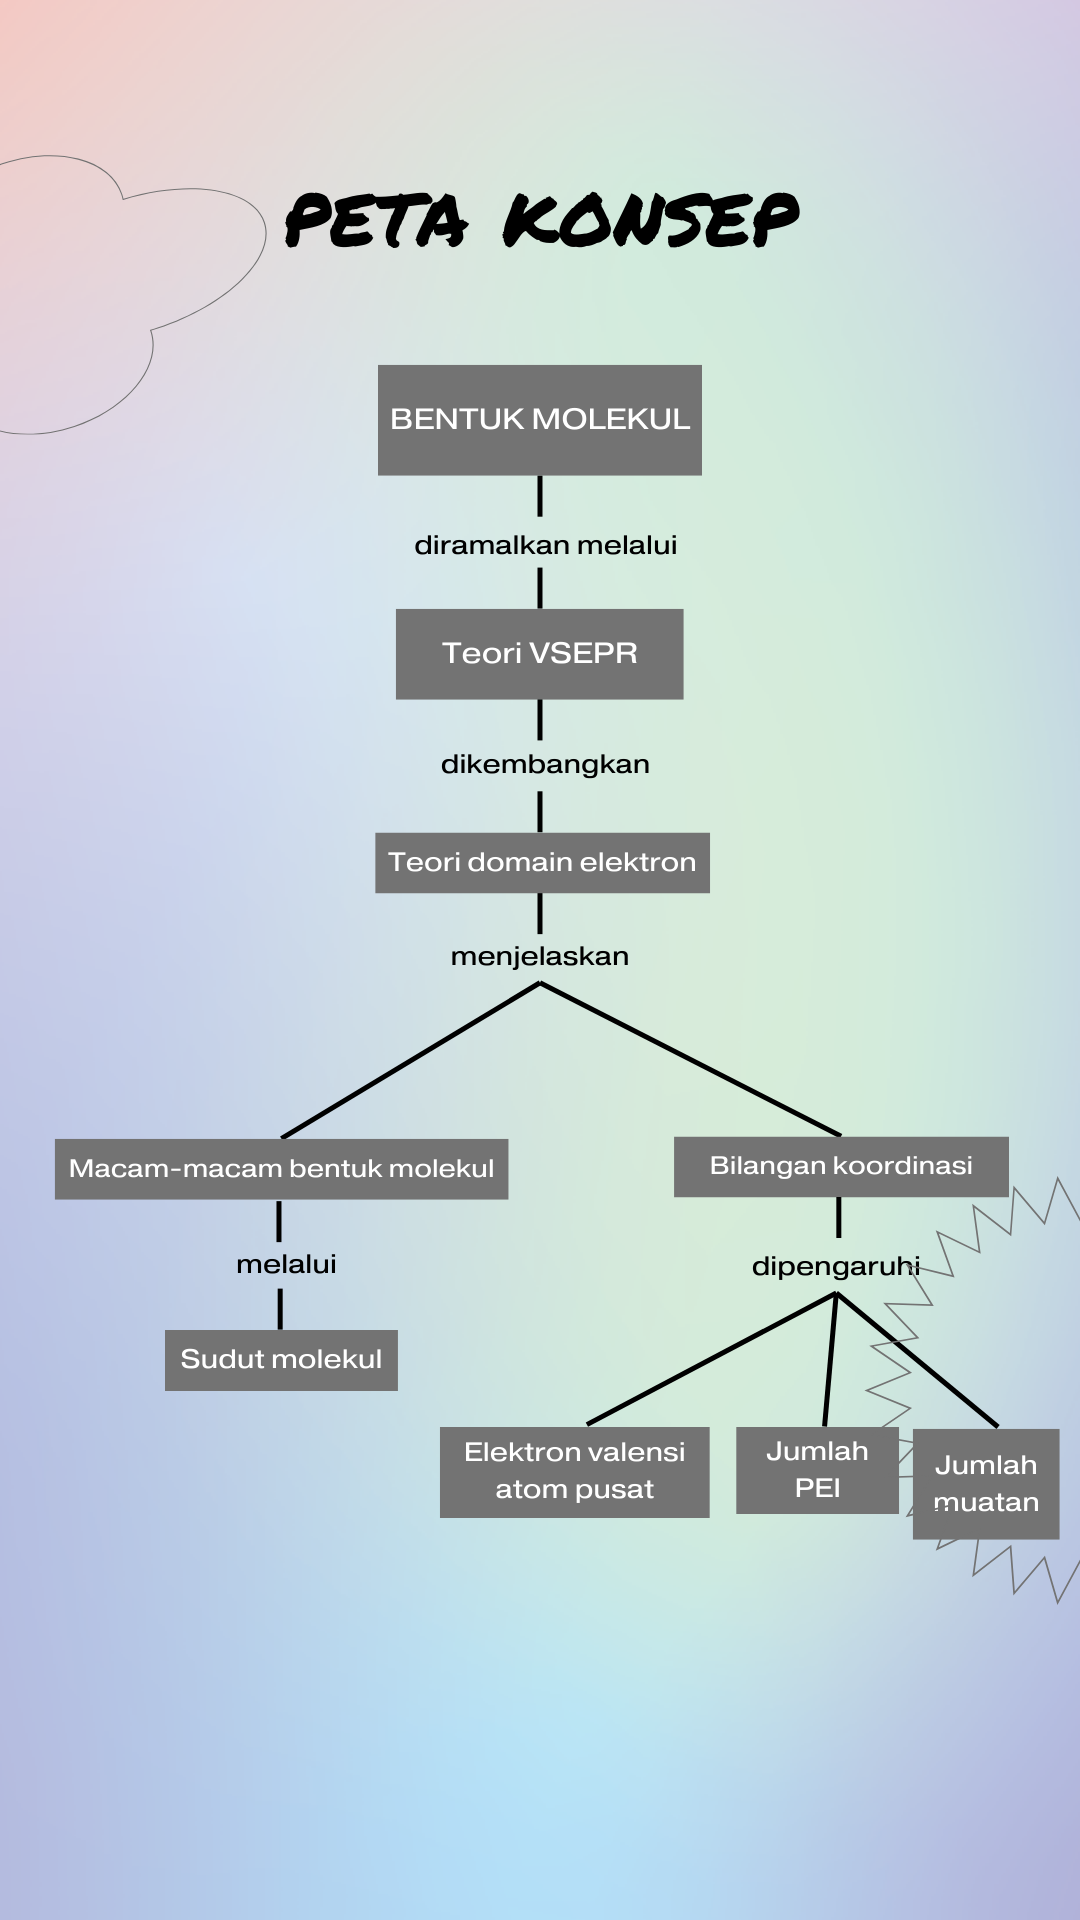 PETA KONSEP
BENTUK MOLEKUL
diramalkan melalui
Teori VSEPR
dikembangkan
Teori domain elektron
menjelaskan
Macam-macam bentuk molekul
Bilangan koordinasi
melalui
dipengaruhi
Sudut molekul
Elektron valensi
atom pusat
Jumlah
PEI
Jumlah
muatan